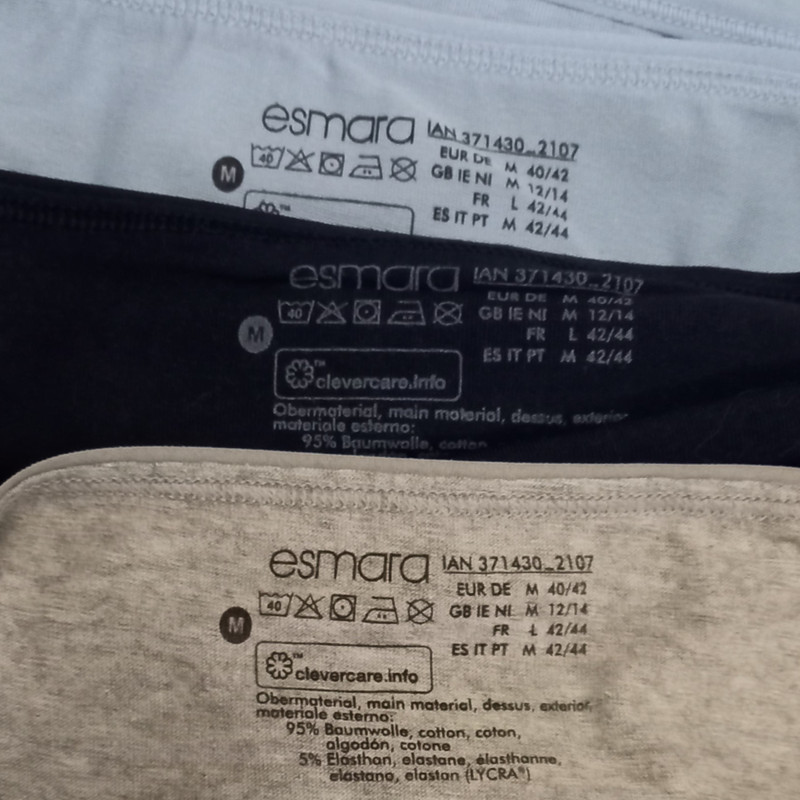 esmara IAN 371430_2107
40
M
EUR DE M 40/42
GB IE NI M 12/14
FR L 42/44
ES IT PT M 42/44
TM
esmara IAN 371430_2107
40
M
EUR DE M 40/42
GB IE NI M 12/14
FR L 42/44
ES IT PT M 42/44
™
clevercare.info
Obermaterial, main material, dessus, exterior
materiale esterno:
95% Baumwolle, cotton
esmara IAN 371430_2107
40
M
EUR DE M 40/42
GB IE NI M 12/14
FR L 42/44
ES IT PT M 42/44
™
clevercare.info
Obermaterial, main material, dessus, exterior,
materiale esterno:
95% Baumwolle, cotton, coton,
algodón, cotone
5% Elasthan, elastane, élasthanne,
elastano, elastan (LYCRA®)